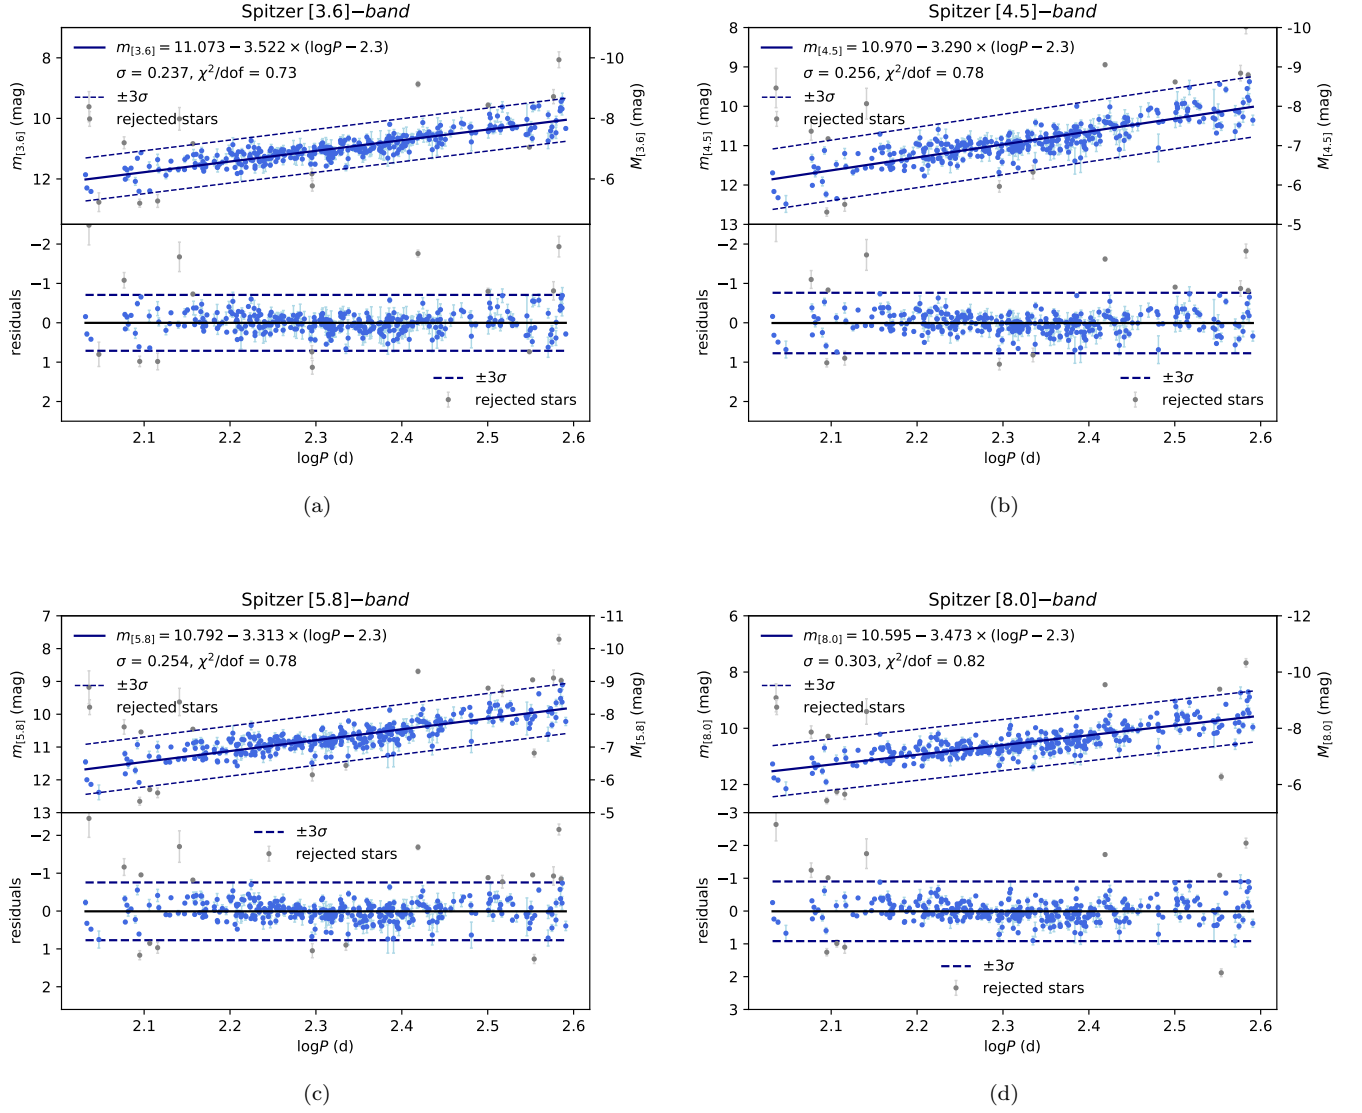 Spitzer [3.6]−band
m[3.6] = 11.073 − 3.522 × (logP − 2.3)
σ = 0.237, χ²/dof = 0.73
±3σ
rejected stars
8
10
12
m[3.6] (mag)
-10
-8
-6
M[3.6] (mag)
−2
−1
0
1
2
residuals
±3σ
rejected stars
2.1 2.2 2.3 2.4 2.5 2.6
logP (d)
(a)
Spitzer [4.5]−band
m[4.5] = 10.970 − 3.290 × (logP − 2.3)
σ = 0.256, χ²/dof = 0.78
±3σ
rejected stars
8
9
10
11
12
13
m[4.5] (mag)
-10
-9
-8
-7
-6
-5
M[4.5] (mag)
−2
−1
0
1
2
residuals
±3σ
rejected stars
2.1 2.2 2.3 2.4 2.5 2.6
logP (d)
(b)
Spitzer [5.8]−band
m[5.8] = 10.792 − 3.313 × (logP − 2.3)
σ = 0.254, χ²/dof = 0.78
±3σ
rejected stars
7
8
9
10
11
12
13
m[5.8] (mag)
-11
-10
-9
-8
-7
-6
-5
M[5.8] (mag)
−2
−1
0
1
2
residuals
±3σ
rejected stars
2.1 2.2 2.3 2.4 2.5 2.6
logP (d)
(c)
Spitzer [8.0]−band
m[8.0] = 10.595 − 3.473 × (logP − 2.3)
σ = 0.303, χ²/dof = 0.82
±3σ
rejected stars
6
8
10
12
m[8.0] (mag)
-12
-10
-8
-6
M[8.0] (mag)
−3
−2
−1
0
1
2
3
residuals
±3σ
rejected stars
2.1 2.2 2.3 2.4 2.5 2.6
logP (d)
(d)